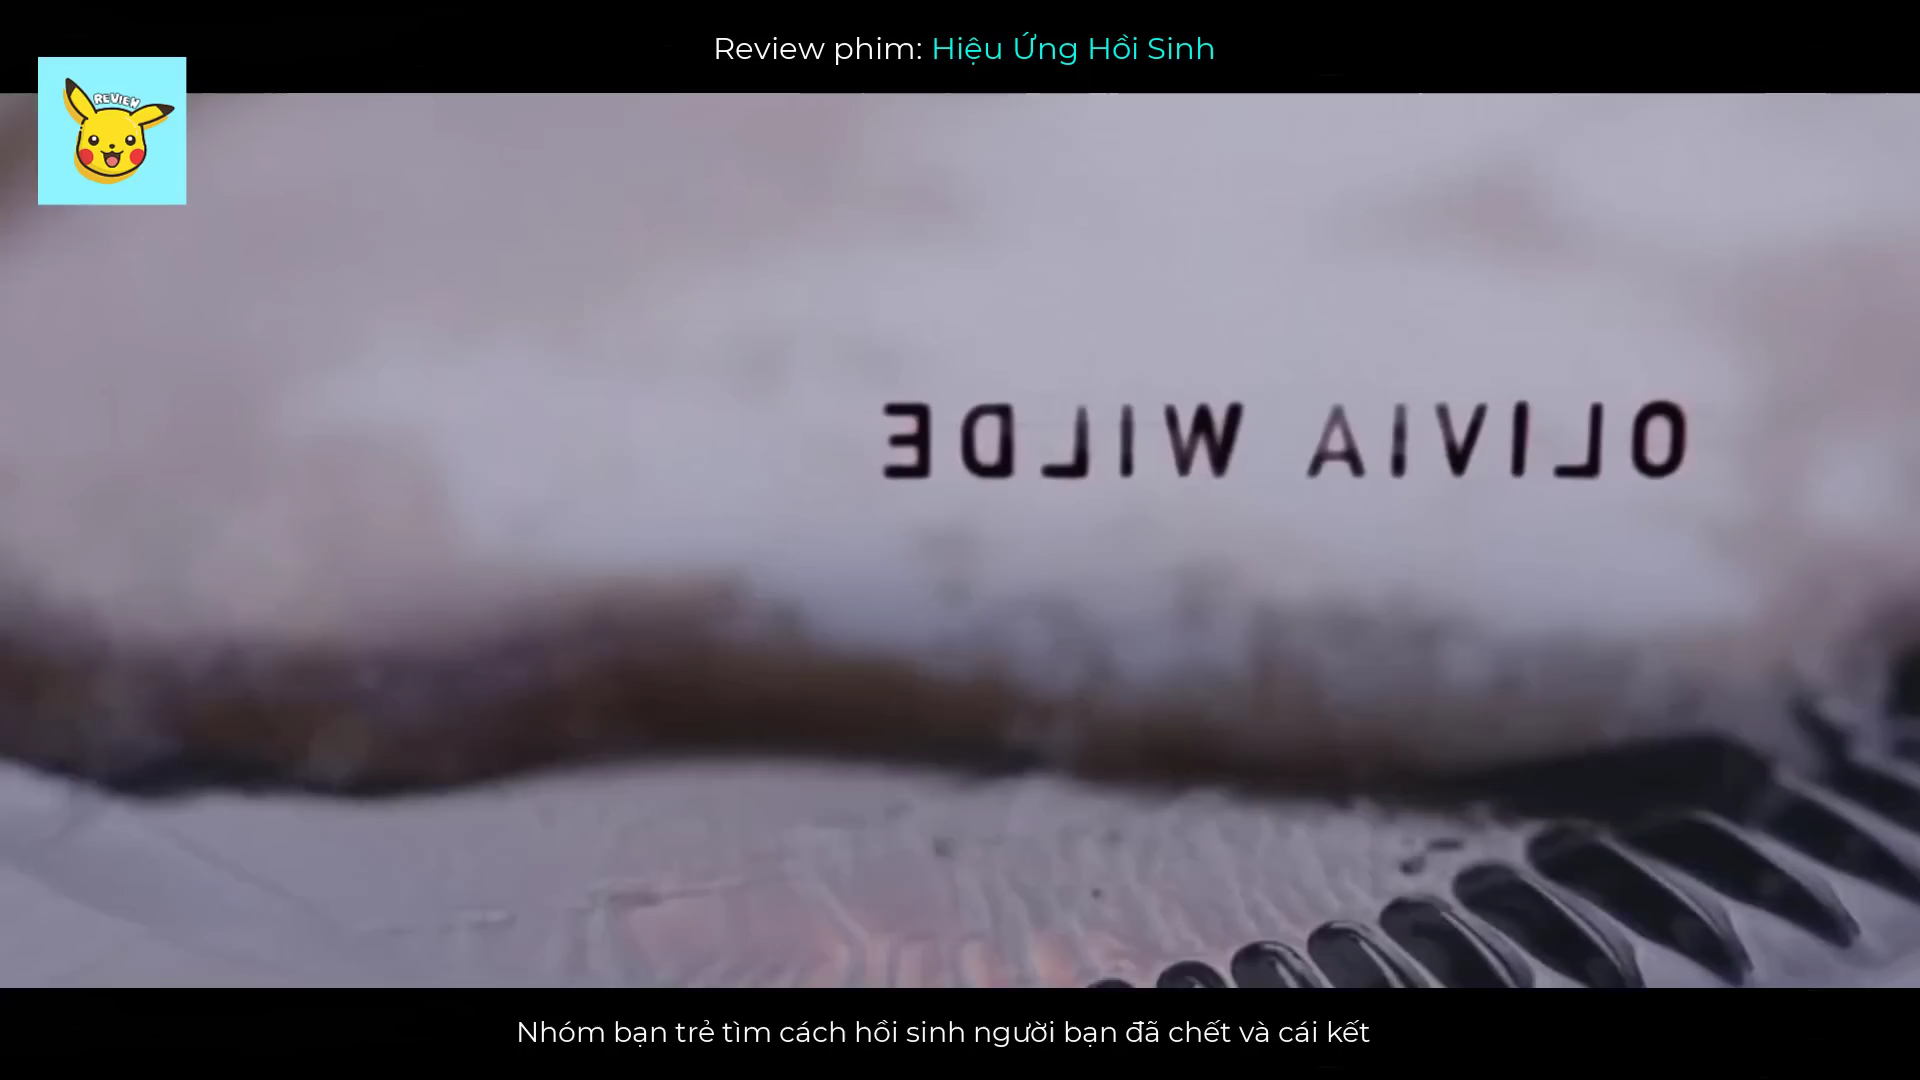 Review phim: Hiệu Ứng Hồi Sinh
REVIEW
OLIVIA WILDE
Nhóm bạn trẻ tìm cách hồi sinh người bạn đã chết và cái kết